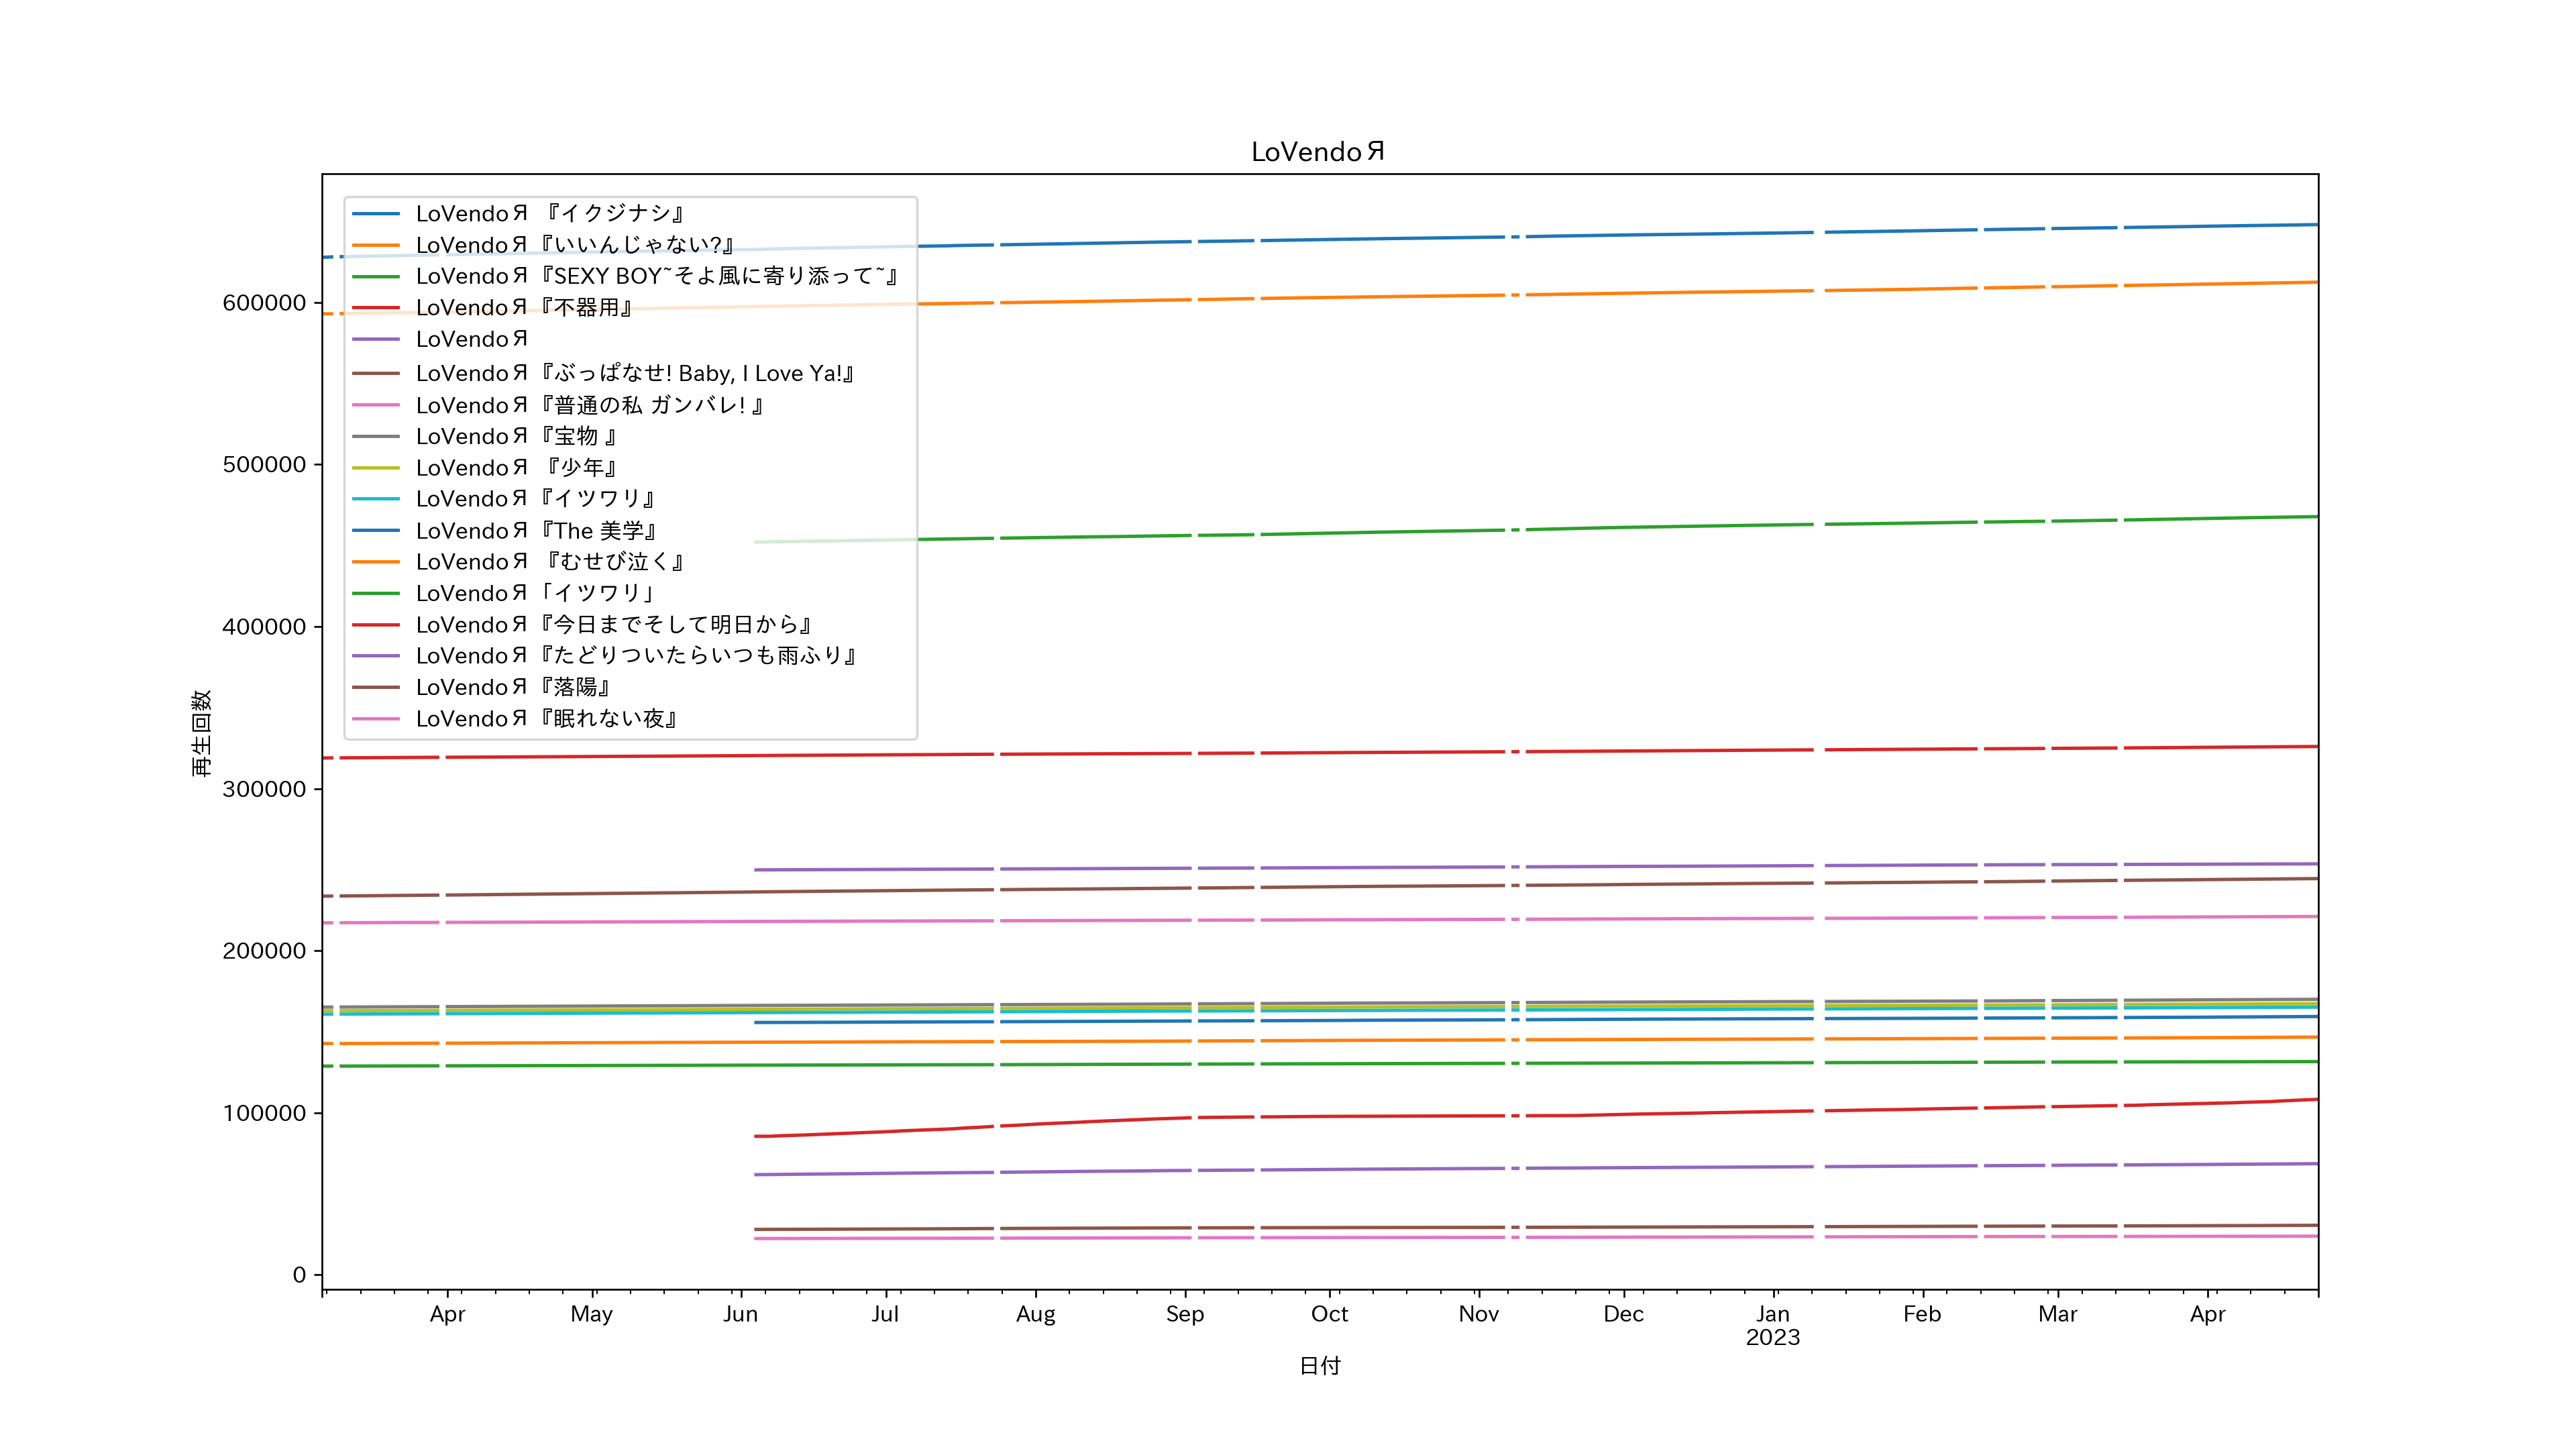 LoVendoЯ
LoVendoЯ 『イクジナシ』
LoVendoЯ『いいんじゃない?』
LoVendoЯ『SEXY BOY~そよ風に寄り添って~』
LoVendoЯ『不器用』
LoVendoЯ
LoVendoЯ『ぶっぱなせ! Baby, I Love Ya!』
LoVendoЯ『普通の私 ガンバレ! 』
LoVendoЯ『宝物 』
LoVendoЯ 『少年』
LoVendoЯ『イツワリ』
LoVendoЯ『The 美学』
LoVendoЯ 『むせび泣く』
LoVendoЯ「イツワリ」
LoVendoЯ『今日までそして明日から』
LoVendoЯ『たどりついたらいつも雨ふり』
LoVendoЯ『落陽』
LoVendoЯ『眠れない夜』
再生回数
600000
500000
400000
300000
200000
100000
0
Apr May Jun Jul Aug Sep Oct Nov Dec Jan Feb Mar Apr
2023
日付